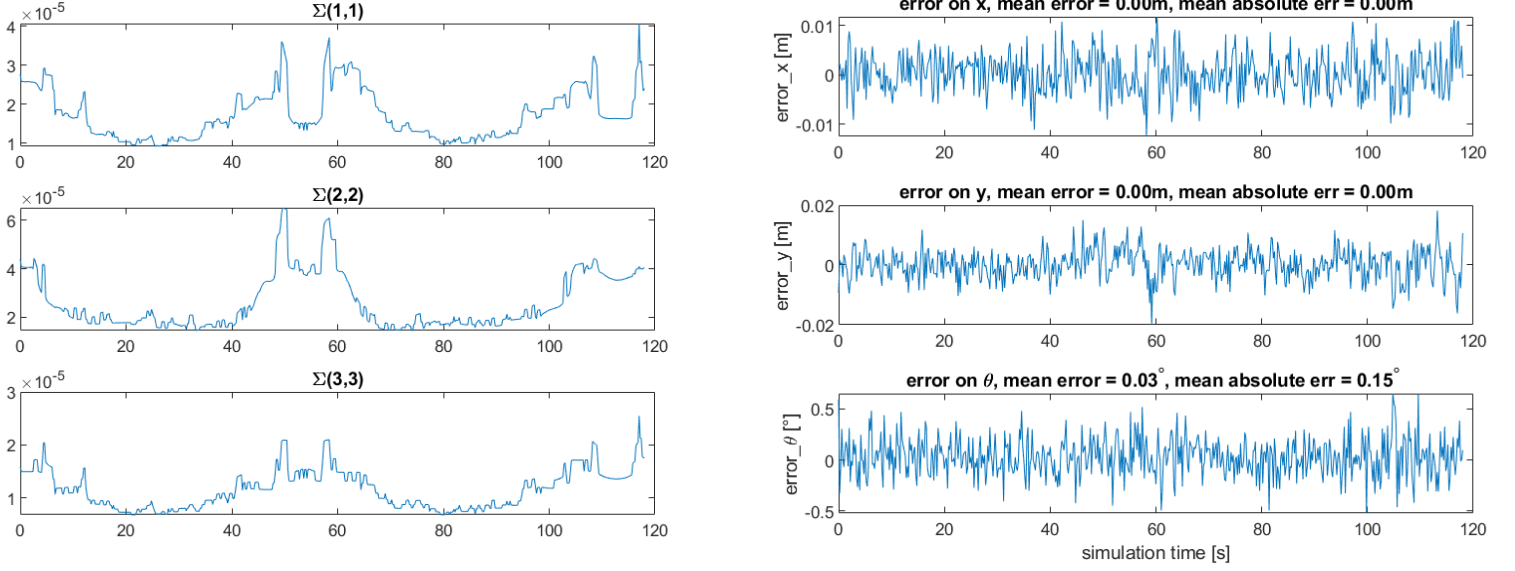 Σ(1,1)
×10⁻⁵
4
3
2
1
0 20 40 60 80 100 120
Σ(2,2)
×10⁻⁵
6
4
2
0 20 40 60 80 100 120
Σ(3,3)
×10⁻⁵
3
2
1
0 20 40 60 80 100 120
error on x, mean error = 0.00m, mean absolute err = 0.00m
error_x [m]
0.01
0
-0.01
0 20 40 60 80 100 120
error on y, mean error = 0.00m, mean absolute err = 0.00m
error_y [m]
0.02
0
-0.02
0 20 40 60 80 100 120
error on θ, mean error = 0.03°, mean absolute err = 0.15°
error_θ [°]
0.5
0
-0.5
0 20 40 60 80 100 120
simulation time [s]